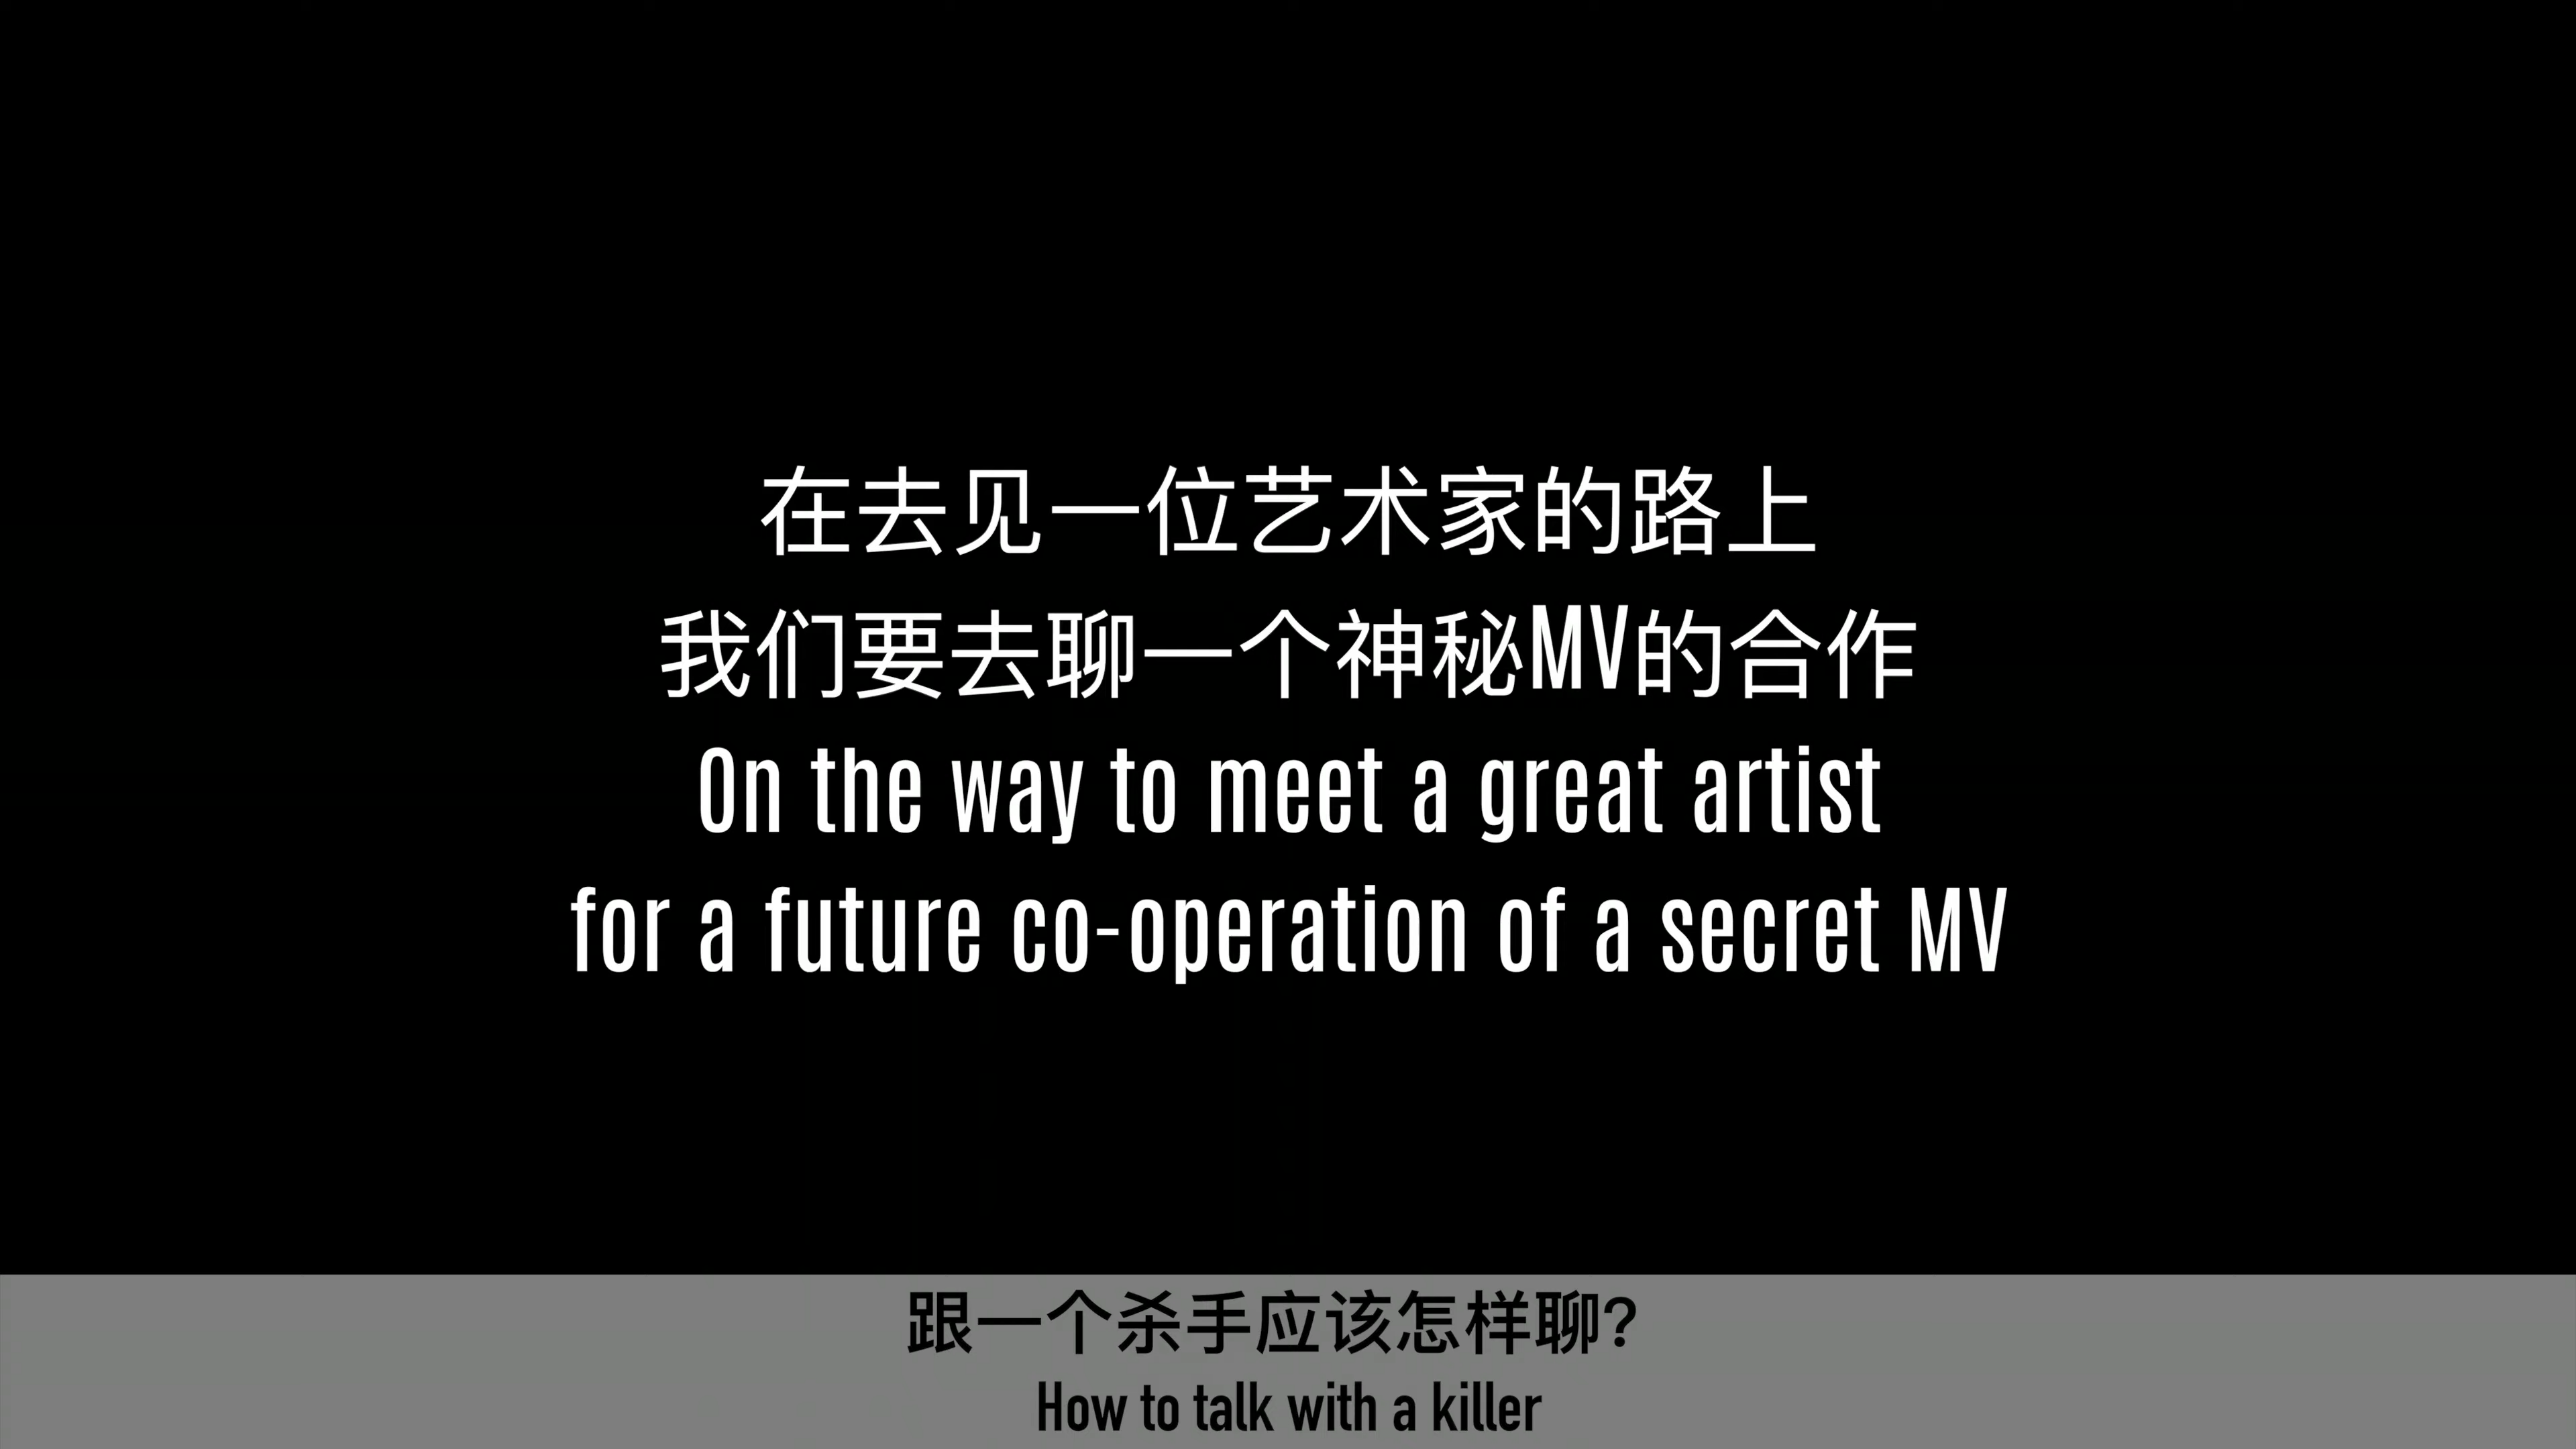 在去见一位艺术家的路上
我们要去聊一个神秘MV的合作
On the way to meet a great artist
for a future co-operation of a secret MV
跟一个杀手应该怎样聊?
How to talk with a killer